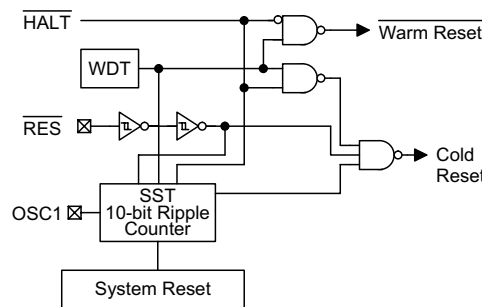 HALT
Warm Reset
WDT
RES
Cold
Reset
SST
10-bit Ripple
Counter
OSC1
System Reset